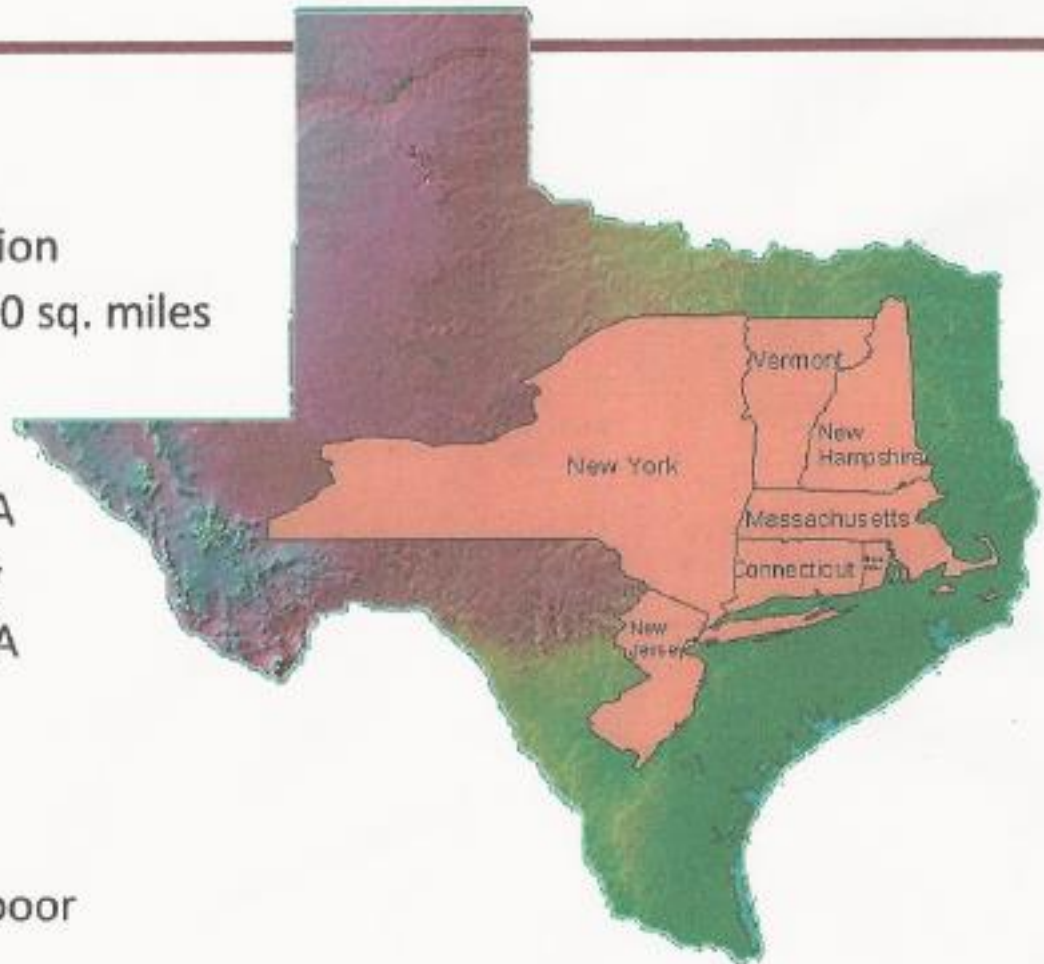 ion
0 sq. miles
A
A
poor
Vermont
New
Hampshire
New York
Massachusetts
Connecticut
New
Jersey